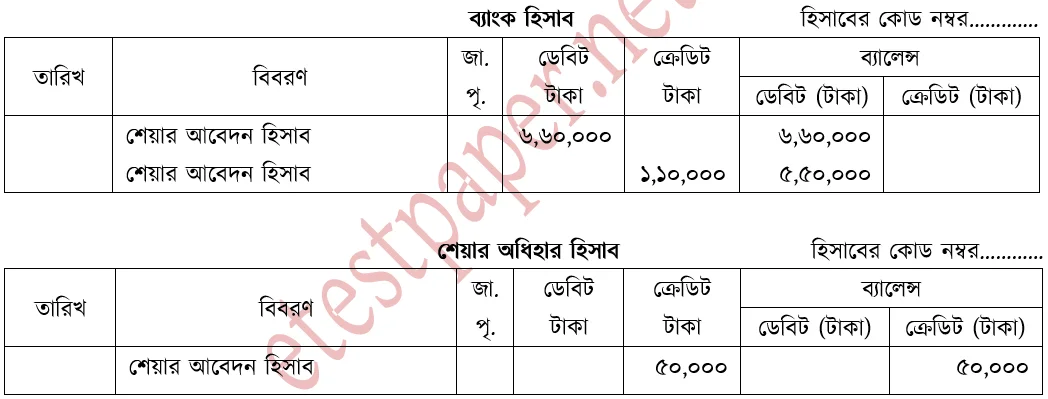 ব্যাংক হিসাব হিসাবের কোড নম্বর.............
তারিখ বিবরণ জা. পৃ. ডেবিট টাকা ক্রেডিট টাকা ব্যালেন্স
ডেবিট (টাকা) ক্রেডিট (টাকা)
শেয়ার আবেদন হিসাব ৬,৬০,০০০ ৬,৬০,০০০
শেয়ার আবেদন হিসাব ১,১০,০০০ ৫,৫০,০০০
শেয়ার অধিহার হিসাব হিসাবের কোড নম্বর............
তারিখ বিবরণ জা. পৃ. ডেবিট টাকা ক্রেডিট টাকা ব্যালেন্স
ডেবিট (টাকা) ক্রেডিট (টাকা)
শেয়ার আবেদন হিসাব ৫০,০০০ ৫০,০০০
etestpaper.net